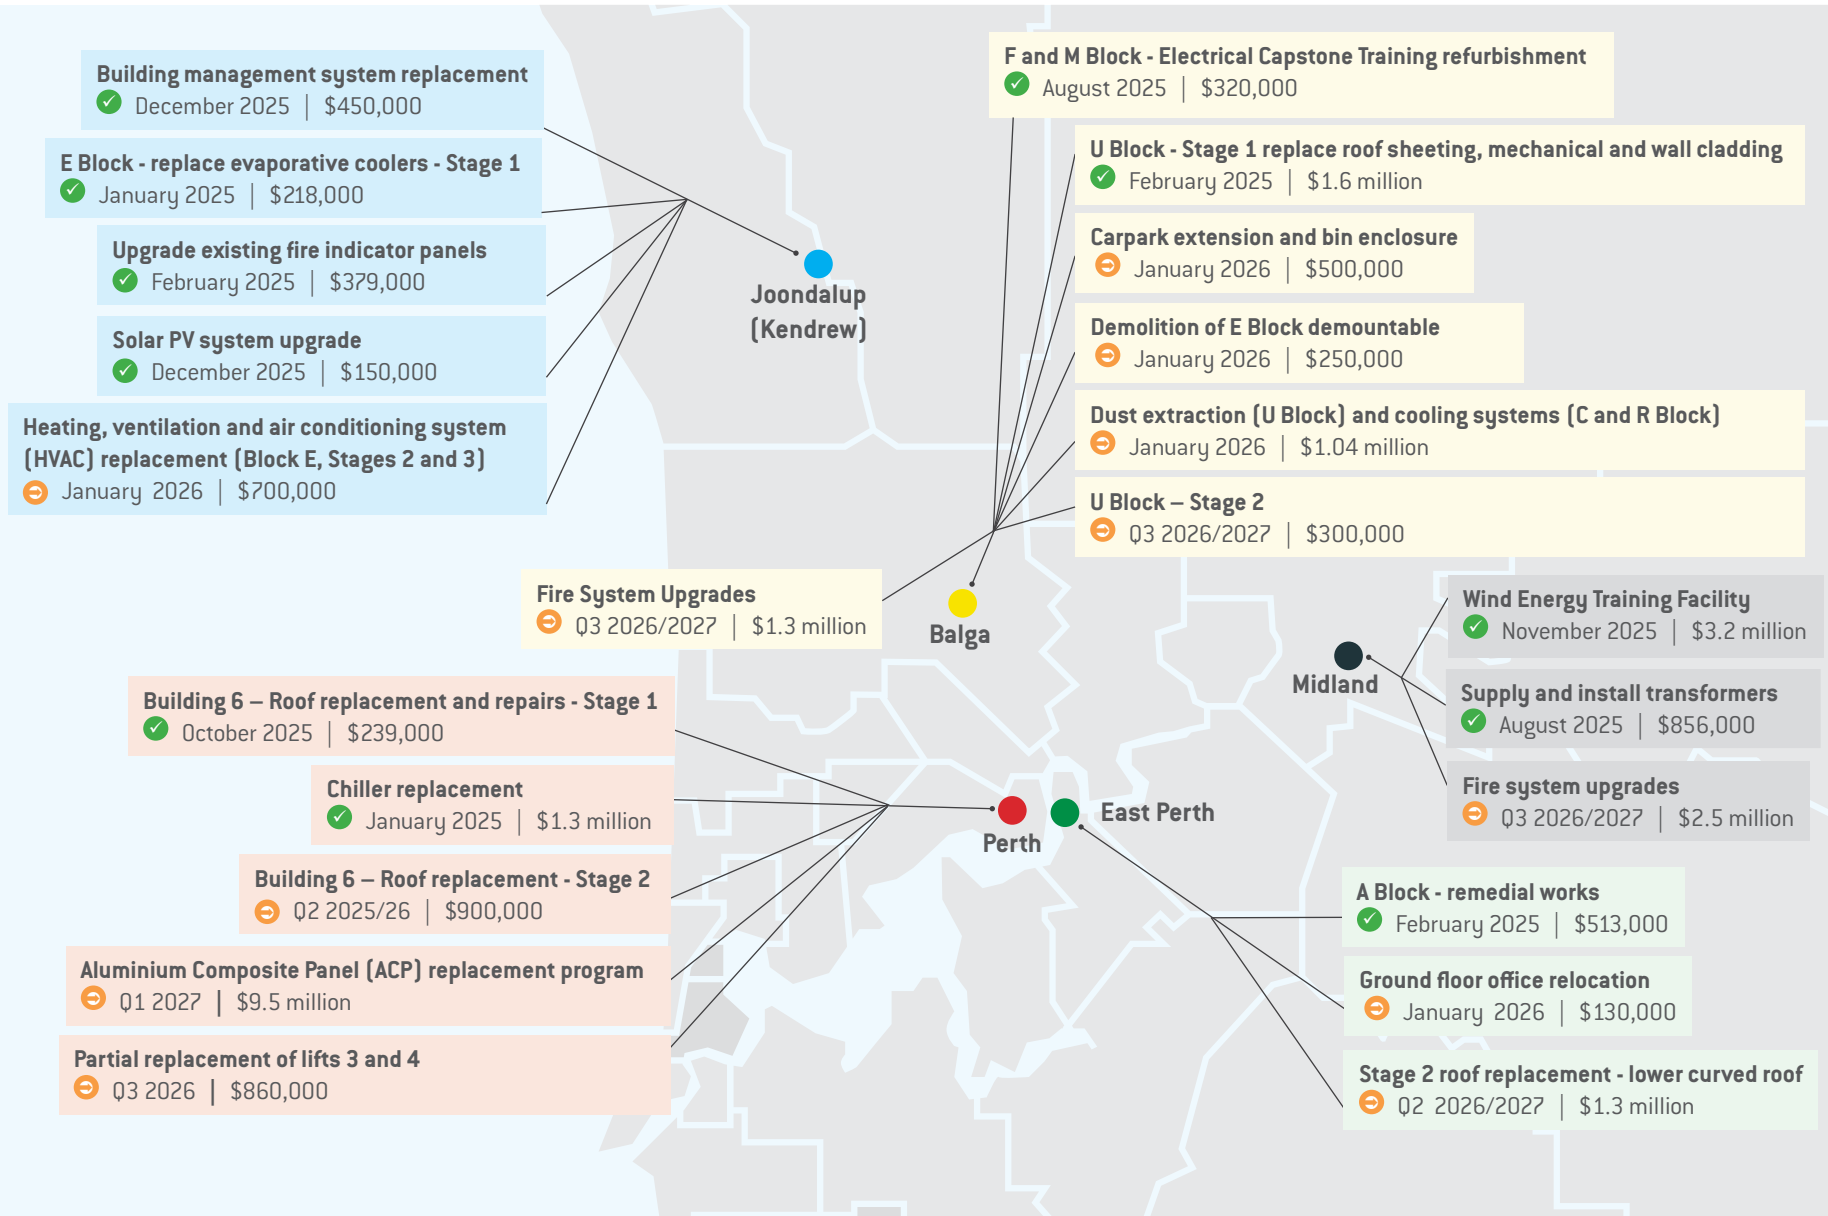 Building management system replacement
December 2025 | $450,000
E Block - replace evaporative coolers - Stage 1
January 2025 | $218,000
Upgrade existing fire indicator panels
February 2025 | $379,000
Solar PV system upgrade
December 2025 | $150,000
Heating, ventilation and air conditioning system
(HVAC) replacement (Block E, Stages 2 and 3)
January 2026 | $700,000
Joondalup
(Kendrew)
F and M Block - Electrical Capstone Training refurbishment
August 2025 | $320,000
U Block - Stage 1 replace roof sheeting, mechanical and wall cladding
February 2025 | $1.6 million
Carpark extension and bin enclosure
January 2026 | $500,000
Demolition of E Block demountable
January 2026 | $250,000
Dust extraction (U Block) and cooling systems (C and R Block)
January 2026 | $1.04 million
U Block – Stage 2
Q3 2026/2027 | $300,000
Fire System Upgrades
Q3 2026/2027 | $1.3 million
Balga
Wind Energy Training Facility
November 2025 | $3.2 million
Supply and install transformers
August 2025 | $856,000
Fire system upgrades
Q3 2026/2027 | $2.5 million
Midland
Building 6 – Roof replacement and repairs - Stage 1
October 2025 | $239,000
Chiller replacement
January 2025 | $1.3 million
Building 6 – Roof replacement - Stage 2
Q2 2025/26 | $900,000
Aluminium Composite Panel (ACP) replacement program
Q1 2027 | $9.5 million
Partial replacement of lifts 3 and 4
Q3 2026 | $860,000
Perth
East Perth
A Block - remedial works
February 2025 | $513,000
Ground floor office relocation
January 2026 | $130,000
Stage 2 roof replacement - lower curved roof
Q2 2026/2027 | $1.3 million